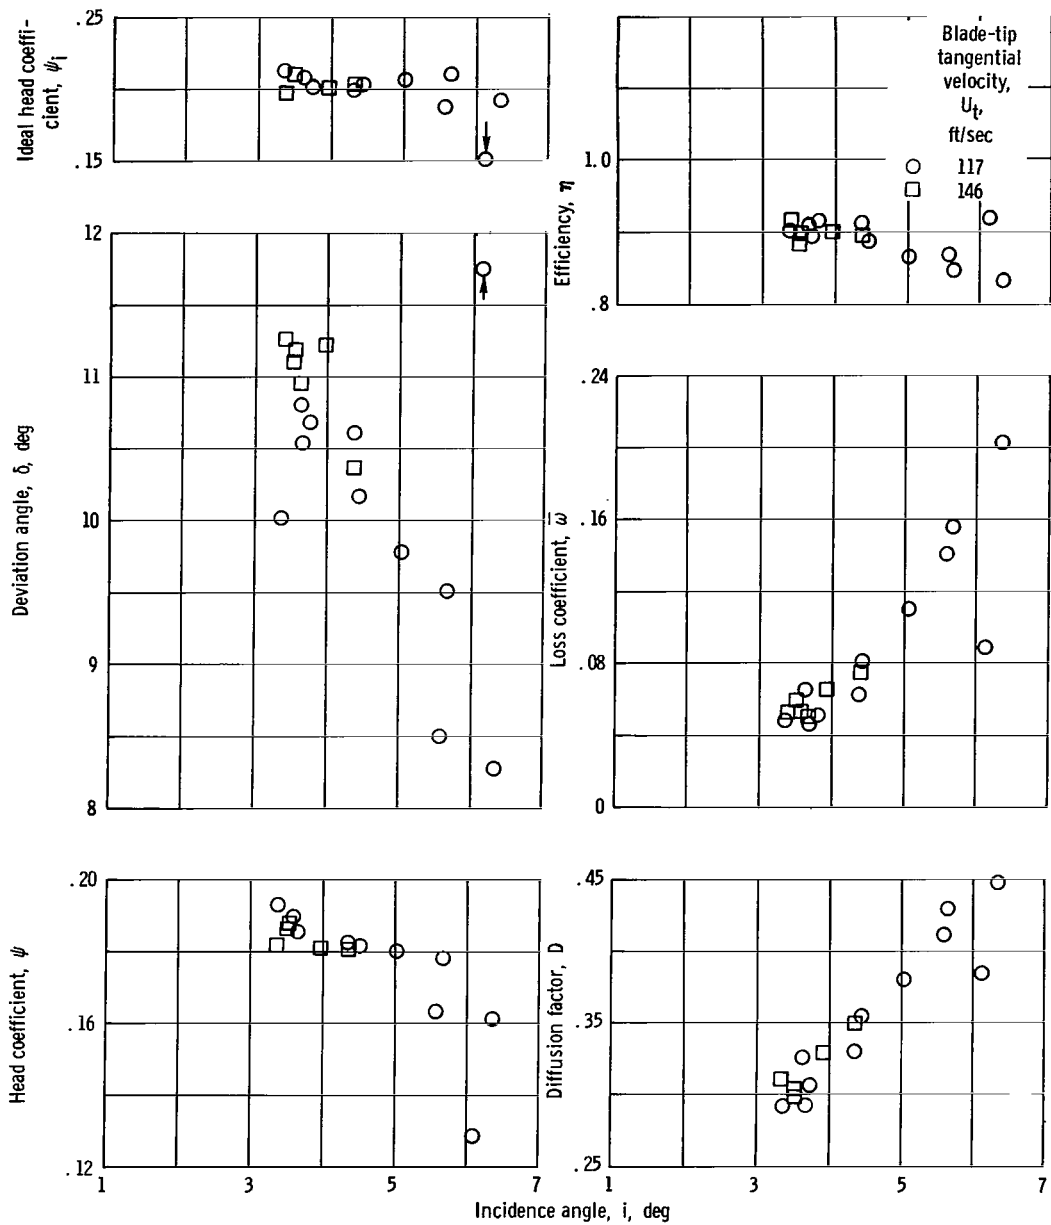 Ideal head coeffi-
cient, ψi
.25
.15
Deviation angle, δ, deg
12
11
10
9
8
Head coefficient, ψ
.20
.16
.12
1
3
5
7
Efficiency, η
1.0
.8
Blade-tip
tangential
velocity,
Ut,
ft/sec
117
146
Loss coefficient, ω̅
.24
.16
.08
0
Diffusion factor, D
.45
.35
.25
1
3
5
7
Incidence angle, i, deg